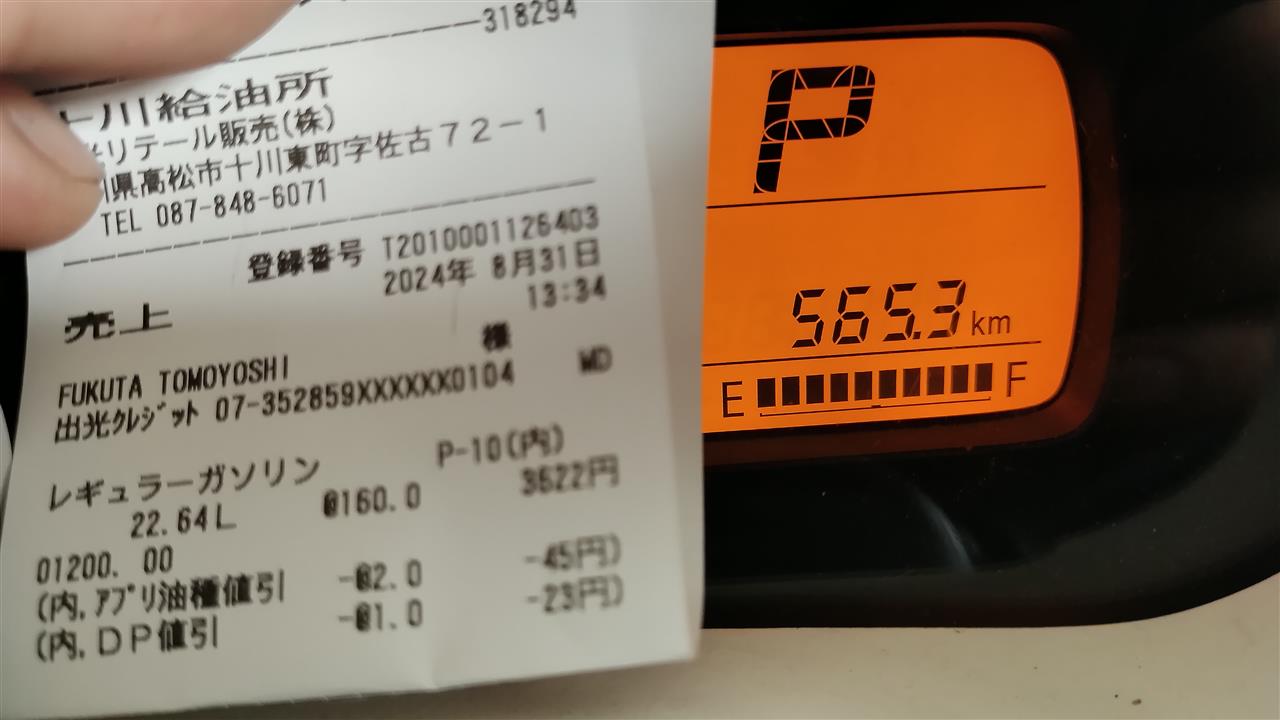 318294
十川給油所
リテール販売(株)
県高松市十川東町字佐古72-1
TEL 087-848-6071
登録番号 T2010001126403
2024年 8月31日
13:34
売上
様
FUKUTA TOMOYOSHI
出光クレジット 07-352859XXXXXX0104 MD
P-10(内)
レギュラーガソリン 3622円
22.64L @160.0
01200. 00
(内,アプリ油種値引 -@2.0 -45円)
(内,DP値引 -@1.0 -23円)
P
565.3 km
E F